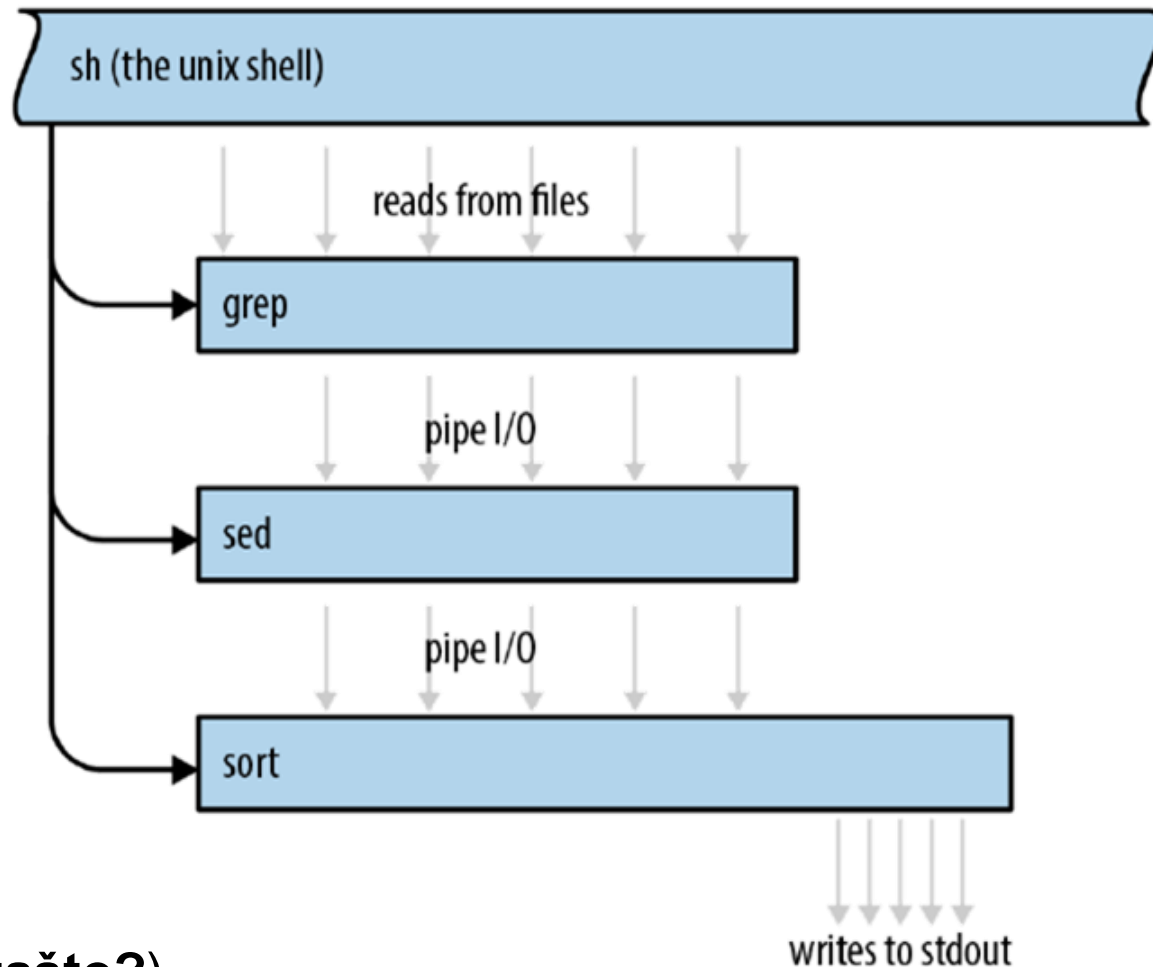 sh (the unix shell)
reads from files
grep
pipe I/O
sed
pipe I/O
sort
writes to stdout